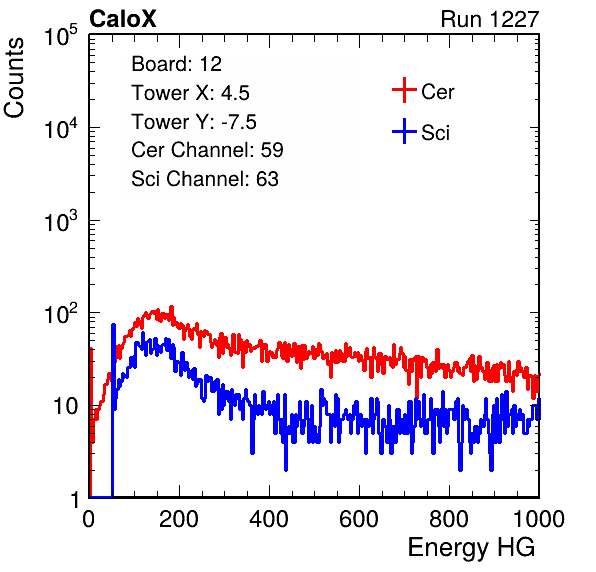 CaloX Run 1227
Counts
Board: 12
Tower X: 4.5
Tower Y: -7.5
Cer Channel: 59
Sci Channel: 63
Cer
Sci
10^5
10^4
10^3
10^2
10
1
0 200 400 600 800 1000
Energy HG